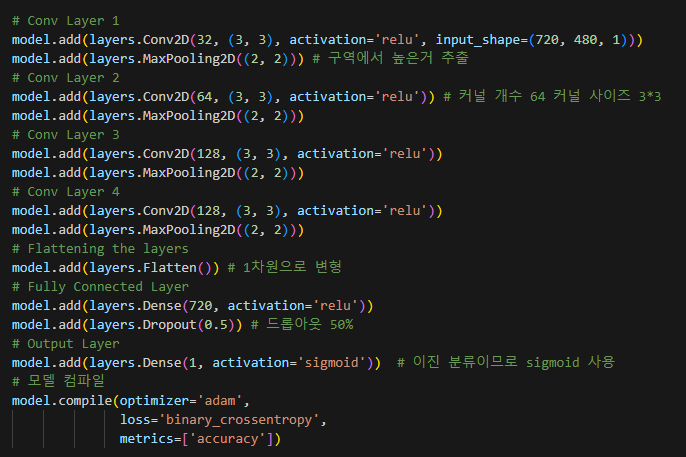 # Conv Layer 1
model.add(layers.Conv2D(32, (3, 3), activation='relu', input_shape=(720, 480, 1)))
model.add(layers.MaxPooling2D((2, 2))) # 구역에서 높은거 추출
# Conv Layer 2
model.add(layers.Conv2D(64, (3, 3), activation='relu')) # 커널 개수 64 커널 사이즈 3*3
model.add(layers.MaxPooling2D((2, 2)))
# Conv Layer 3
model.add(layers.Conv2D(128, (3, 3), activation='relu'))
model.add(layers.MaxPooling2D((2, 2)))
# Conv Layer 4
model.add(layers.Conv2D(128, (3, 3), activation='relu'))
model.add(layers.MaxPooling2D((2, 2)))
# Flattening the layers
model.add(layers.Flatten()) # 1차원으로 변형
# Fully Connected Layer
model.add(layers.Dense(720, activation='relu'))
model.add(layers.Dropout(0.5)) # 드롭아웃 50%
# Output Layer
model.add(layers.Dense(1, activation='sigmoid'))  # 이진 분류이므로 sigmoid 사용
# 모델 컴파일
model.compile(optimizer='adam',
              loss='binary_crossentropy',
              metrics=['accuracy'])